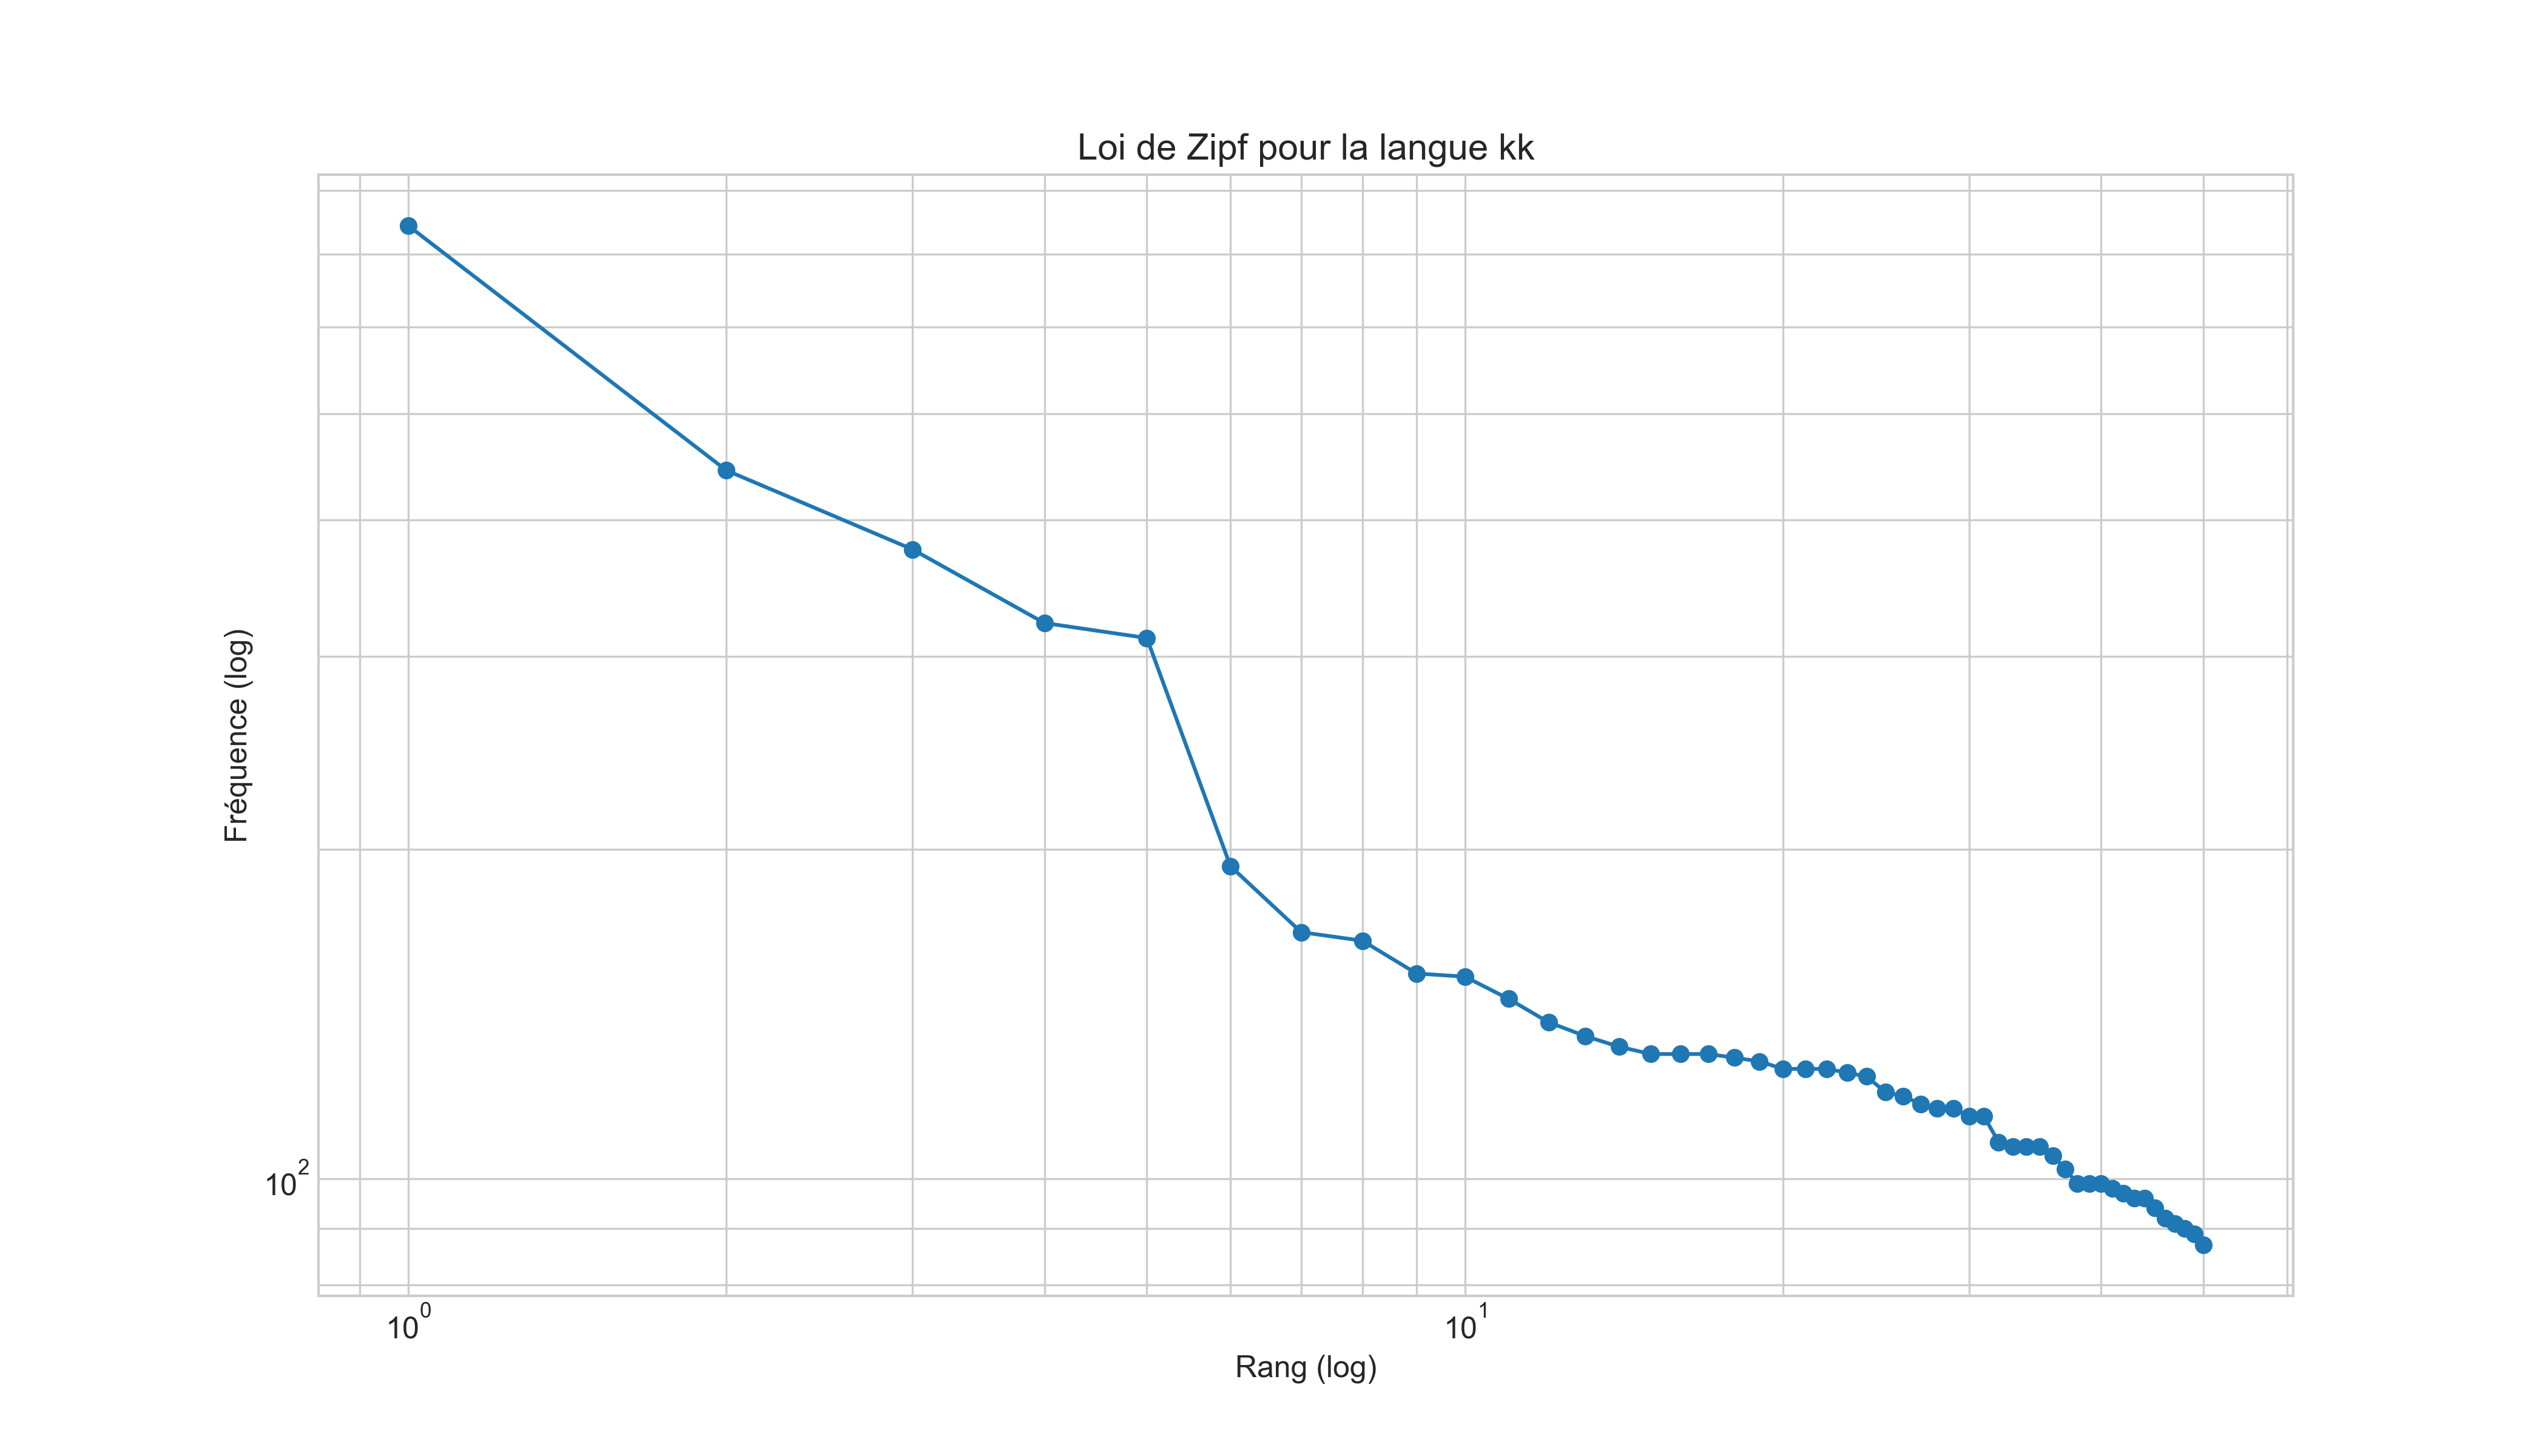 Loi de Zipf pour la langue kk
Fréquence (log)
10²
10⁰
10¹
Rang (log)